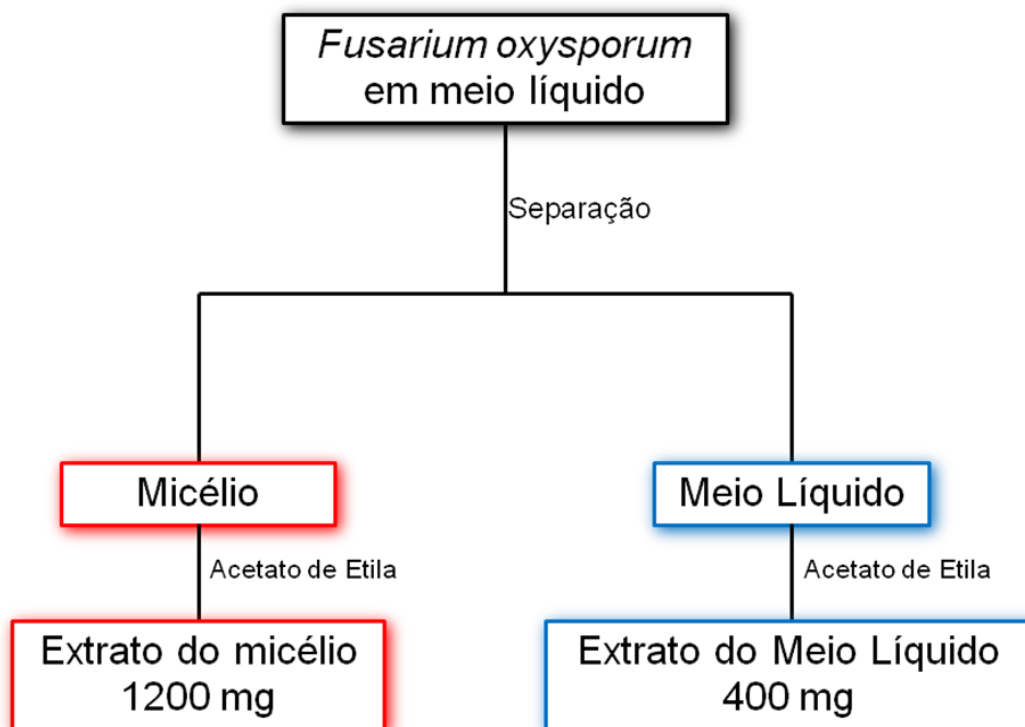 Fusarium oxysporum
em meio líquido
Separação
Micélio
Meio Líquido
Acetato de Etila
Acetato de Etila
Extrato do micélio
1200 mg
Extrato do Meio Líquido
400 mg